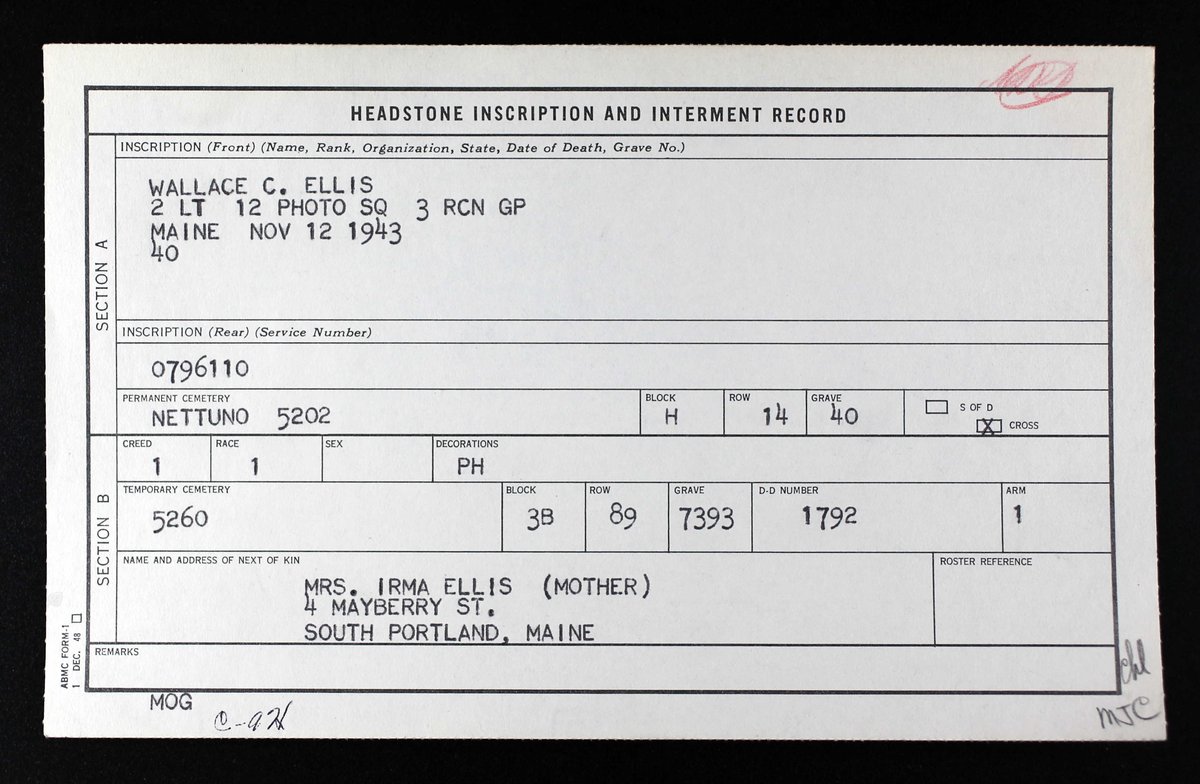 HEADSTONE INSCRIPTION AND INTERMENT RECORD
SECTION A
INSCRIPTION (Front) (Name, Rank, Organization, State, Date of Death, Grave No.)
WALLACE C. ELLIS
2 LT 12 PHOTO SQ 3 RCN GP
MAINE NOV 12 1943
40
INSCRIPTION (Rear) (Service Number)
0796110
PERMANENT CEMETERY BLOCK ROW GRAVE
NETTUNO 5202 H 14 40
S OF D
X CROSS
SECTION B
CREED RACE SEX DECORATIONS
1 1 PH
TEMPORARY CEMETERY BLOCK ROW GRAVE D-D NUMBER ARM
5260 3B 89 7393 1792 1
NAME AND ADDRESS OF NEXT OF KIN ROSTER REFERENCE
MRS. IRMA ELLIS (MOTHER)
4 MAYBERRY ST.
SOUTH PORTLAND, MAINE
REMARKS
ABMC FORM-1
1 DEC. 48
MOG
MJC